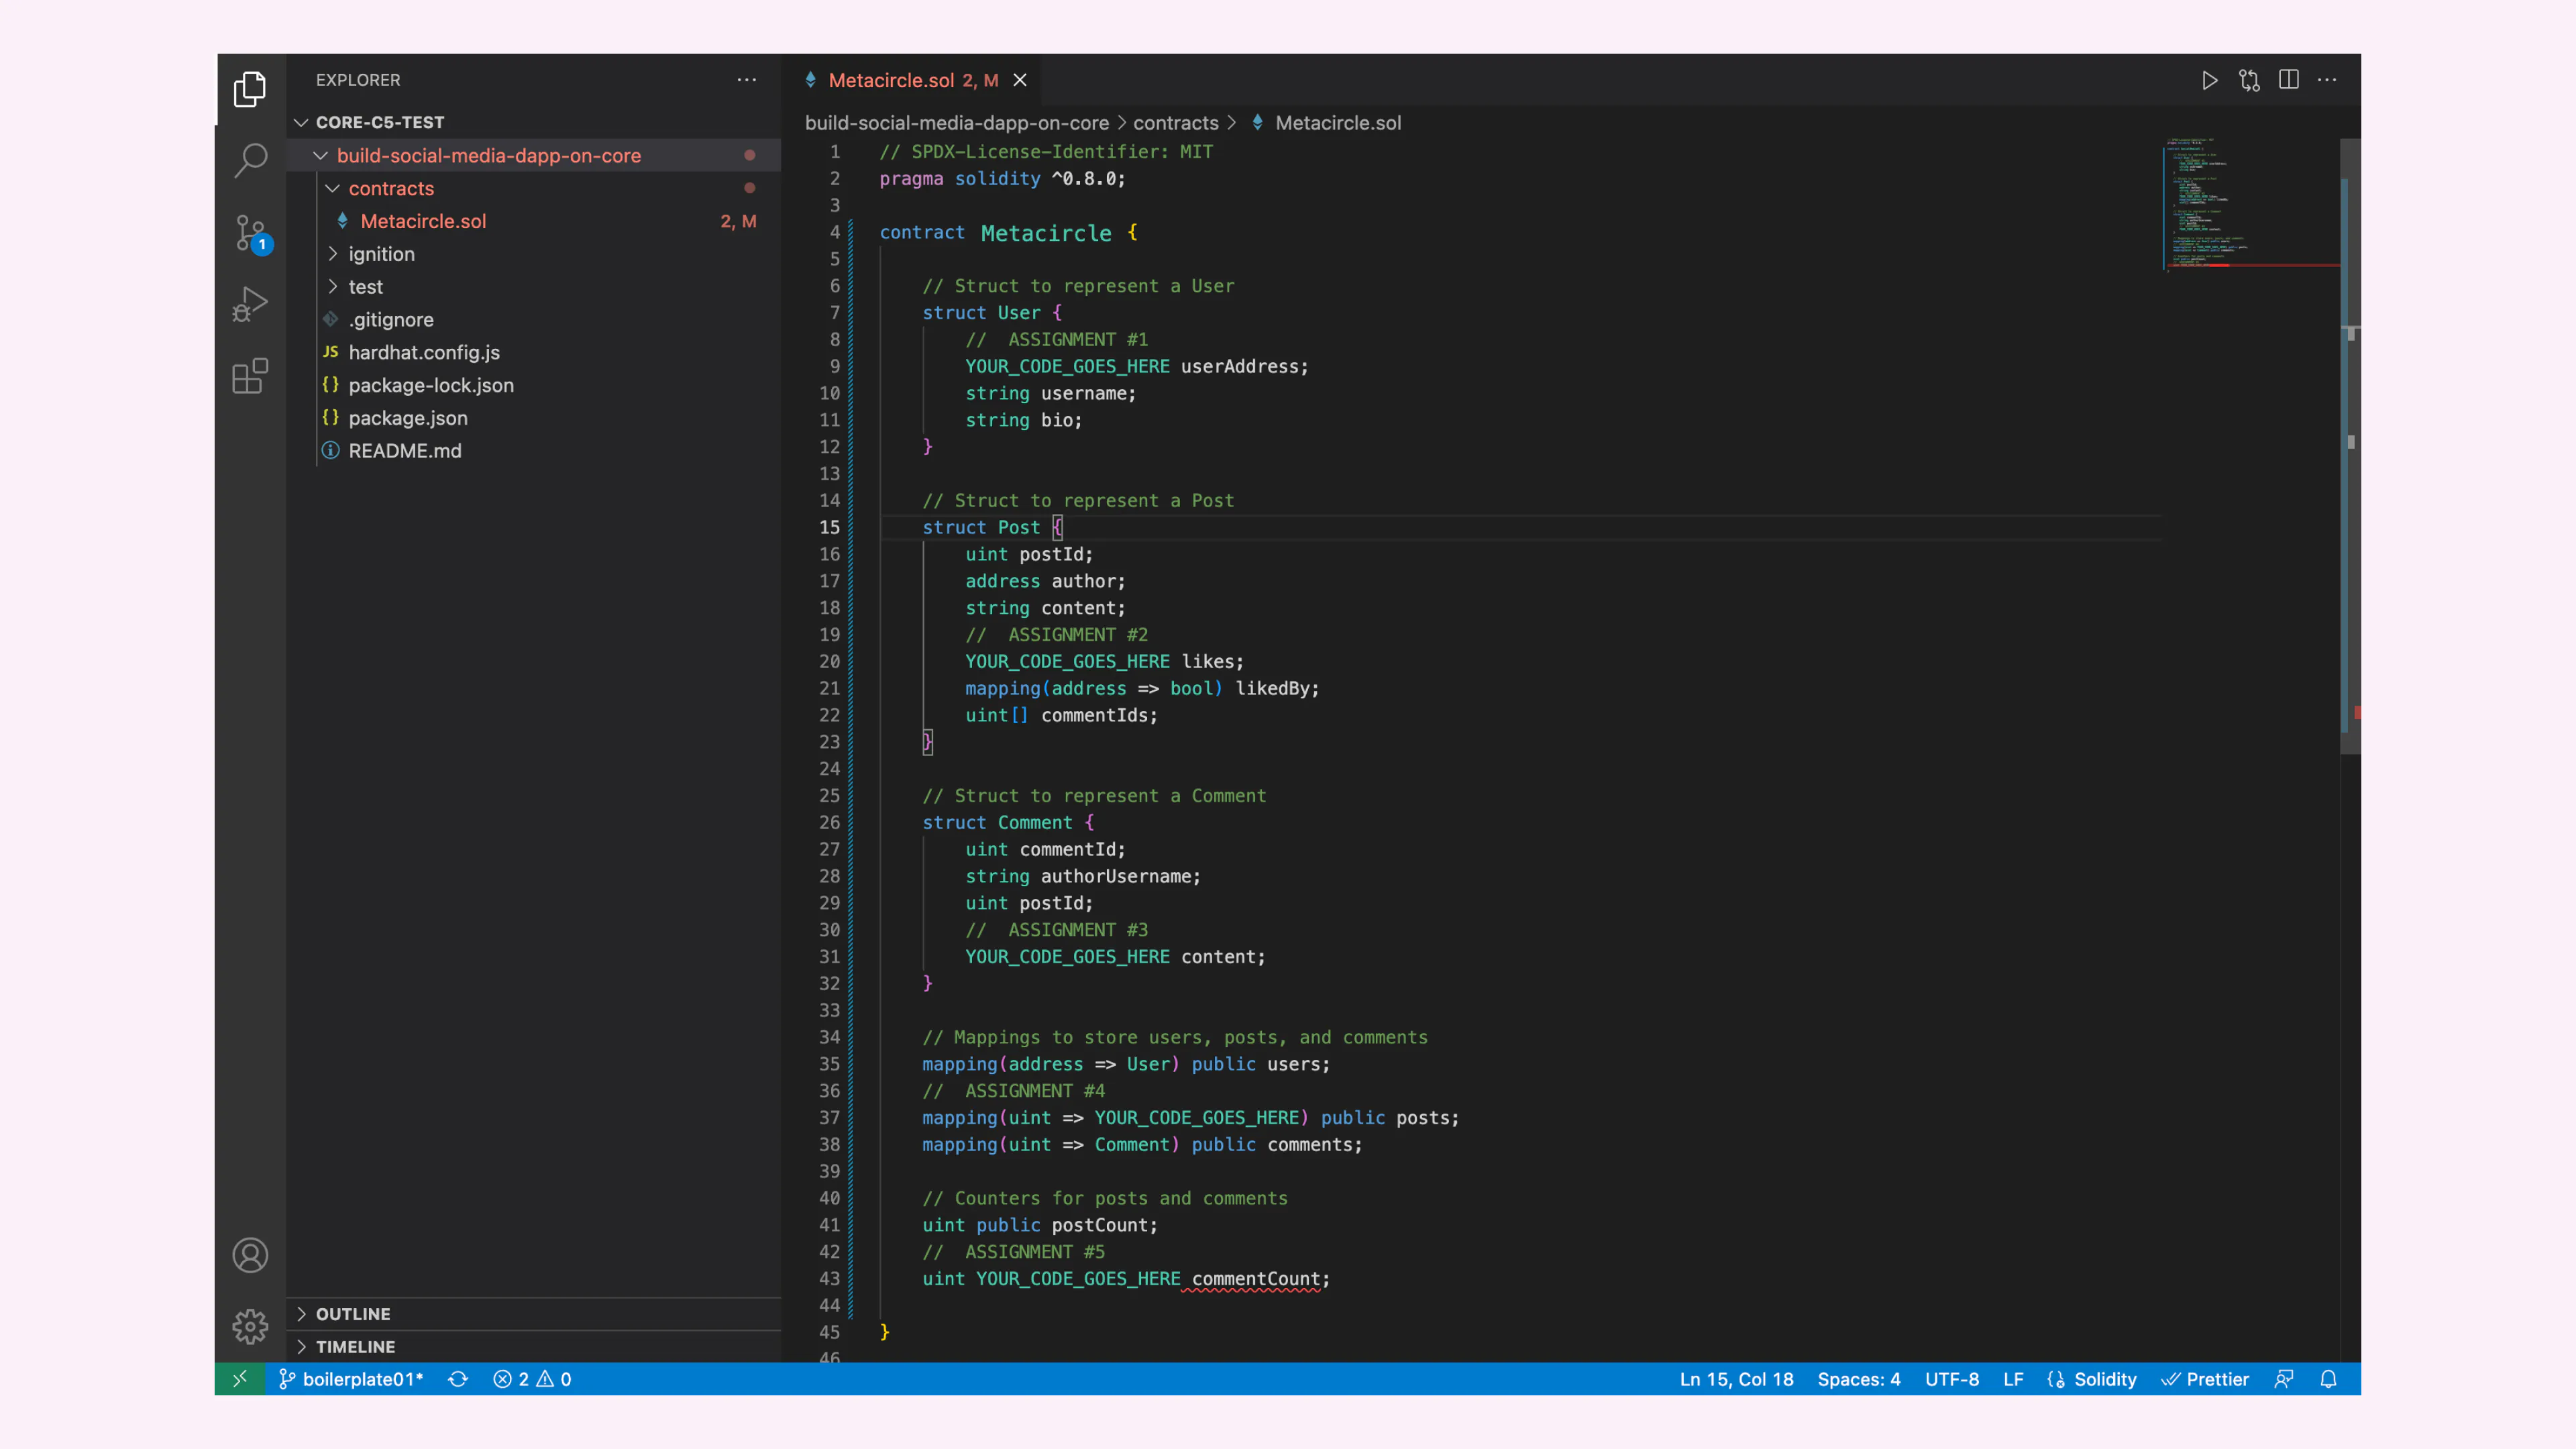 EXPLORER
CORE-C5-TEST
build-social-media-dapp-on-core
contracts
Metacircle.sol 2, M
ignition
test
.gitignore
JS hardhat.config.js
{} package-lock.json
{} package.json
README.md
OUTLINE
TIMELINE
1
Metacircle.sol 2, M
build-social-media-dapp-on-core > contracts > Metacircle.sol
1 // SPDX-License-Identifier: MIT
2 pragma solidity ^0.8.0;
3
4 contract Metacircle {
5
6 // Struct to represent a User
7 struct User {
8 // ASSIGNMENT #1
9 YOUR_CODE_GOES_HERE userAddress;
10 string username;
11 string bio;
12 }
13
14 // Struct to represent a Post
15 struct Post {
16 uint postId;
17 address author;
18 string content;
19 // ASSIGNMENT #2
20 YOUR_CODE_GOES_HERE likes;
21 mapping(address => bool) likedBy;
22 uint[] commentIds;
23 }
24
25 // Struct to represent a Comment
26 struct Comment {
27 uint commentId;
28 string authorUsername;
29 uint postId;
30 // ASSIGNMENT #3
31 YOUR_CODE_GOES_HERE content;
32 }
33
34 // Mappings to store users, posts, and comments
35 mapping(address => User) public users;
36 // ASSIGNMENT #4
37 mapping(uint => YOUR_CODE_GOES_HERE) public posts;
38 mapping(uint => Comment) public comments;
39
40 // Counters for posts and comments
41 uint public postCount;
42 // ASSIGNMENT #5
43 uint YOUR_CODE_GOES_HERE commentCount;
44
45 }
46
boilerplate01* 2 0 Ln 15, Col 18 Spaces: 4 UTF-8 LF Solidity Prettier